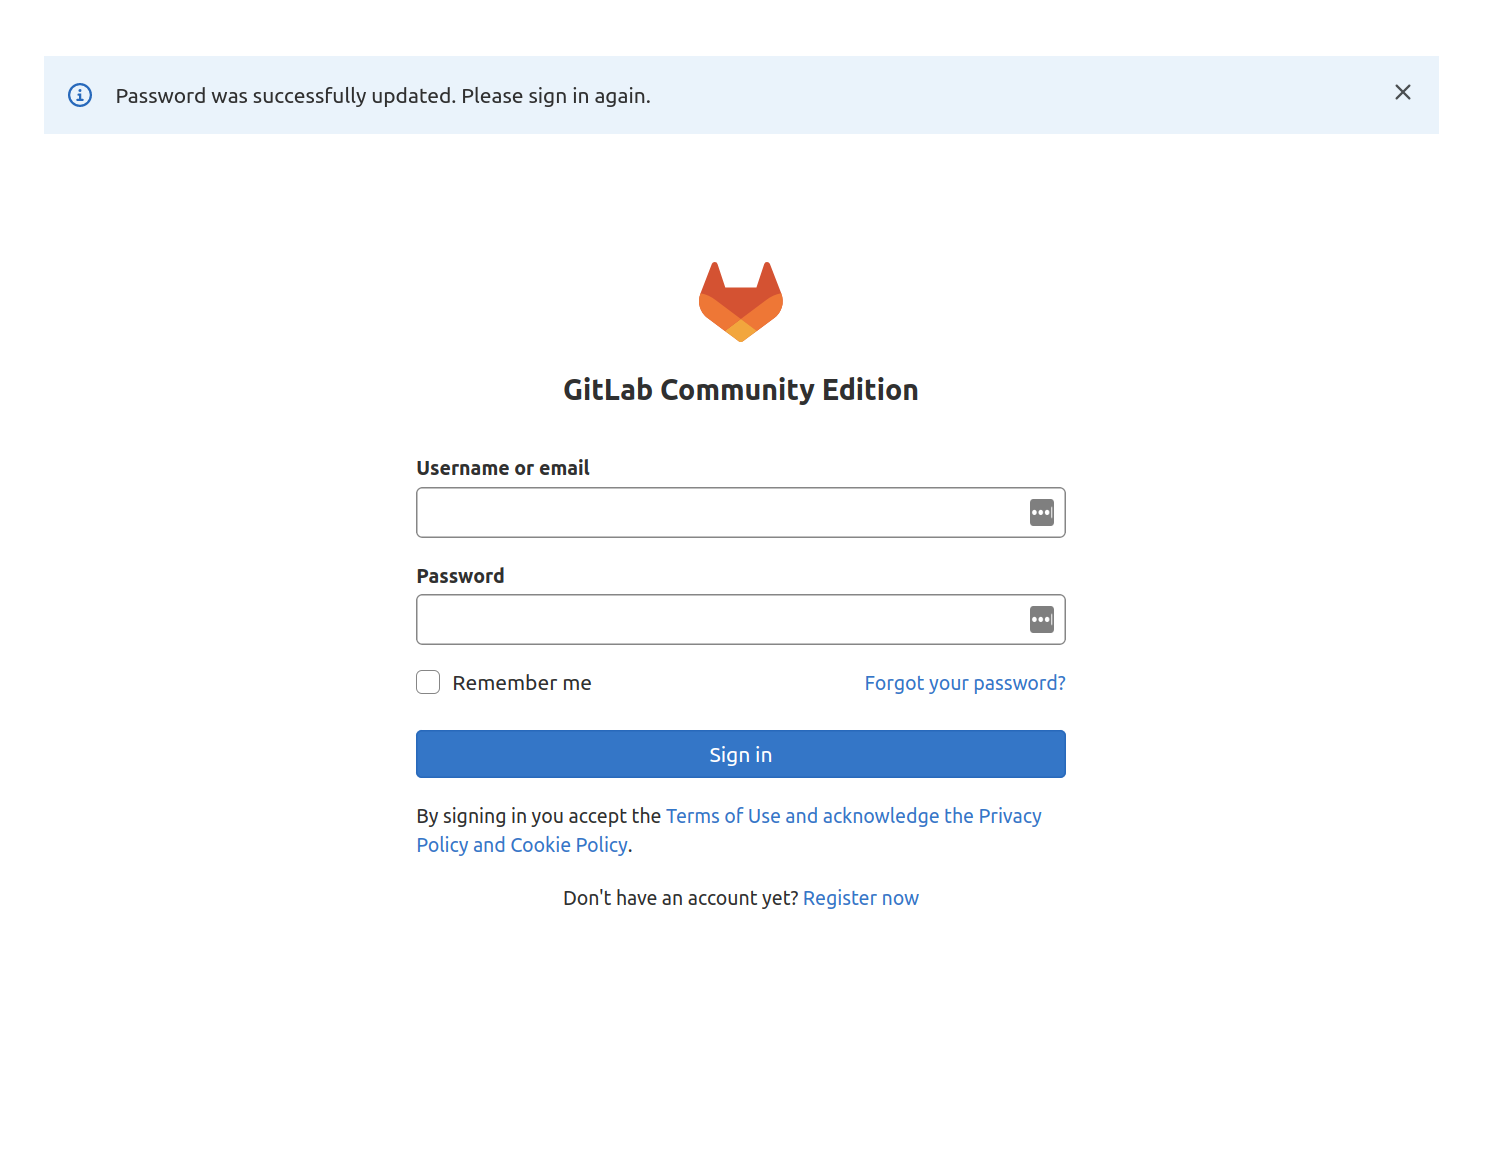 Password was successfully updated. Please sign in again.
GitLab Community Edition
Username or email
Password
Remember me
Forgot your password?
Sign in
By signing in you accept the Terms of Use and acknowledge the Privacy
Policy and Cookie Policy.
Don't have an account yet? Register now